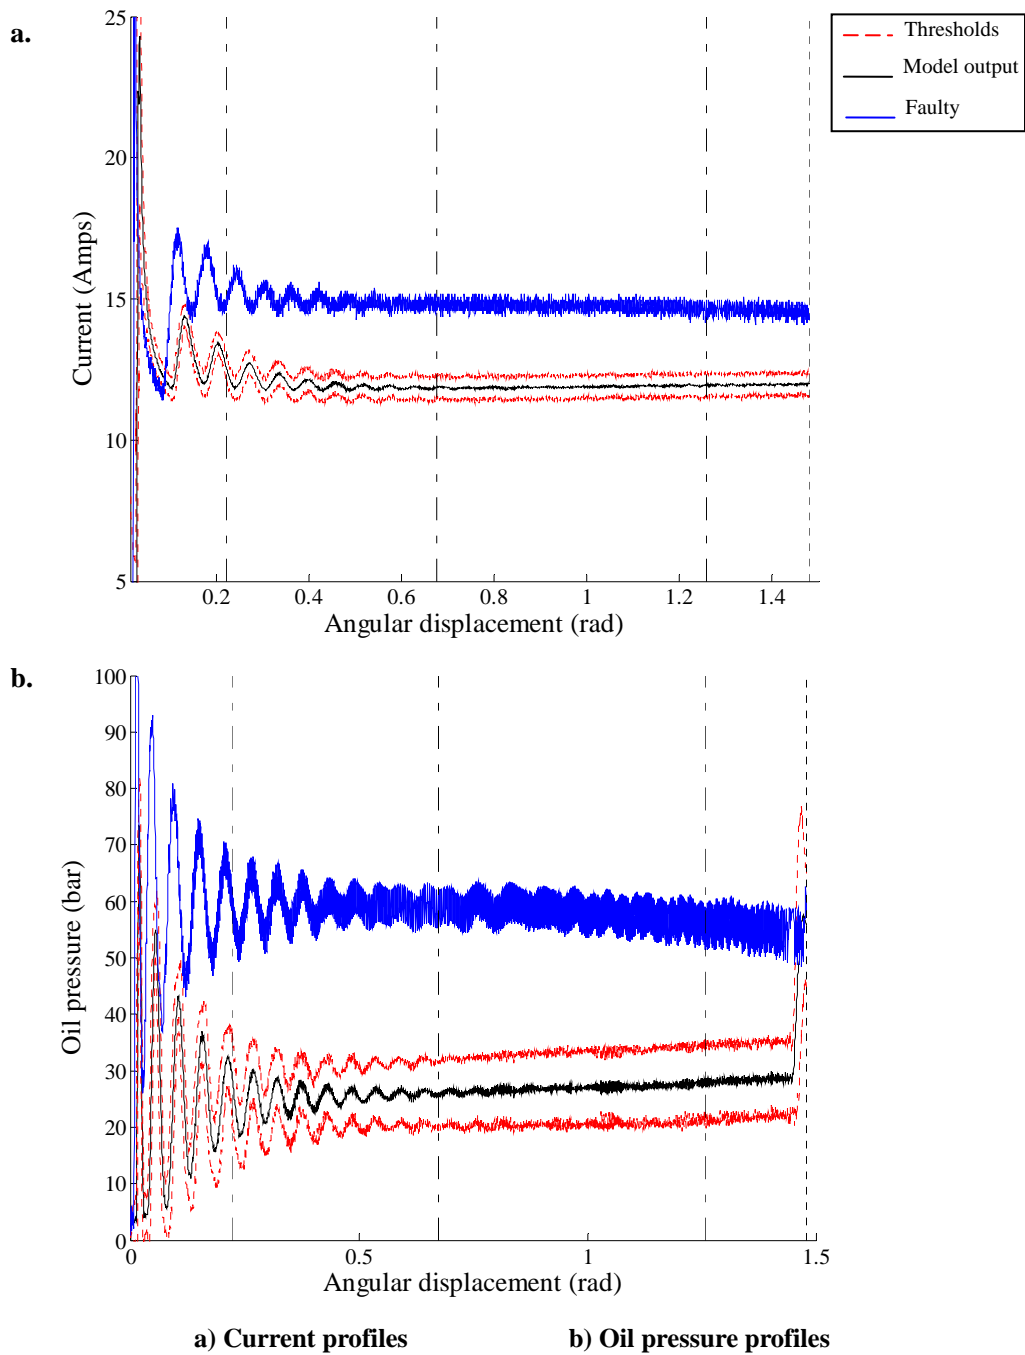 a.
25
20
15
10
5
Current (Amps)
0.2 0.4 0.6 0.8 1 1.2 1.4
Angular displacement (rad)
Thresholds
Model output
Faulty
b.
100
90
80
70
60
50
40
30
20
10
0
Oil pressure (bar)
0 0.5 1 1.5
Angular displacement (rad)
a) Current profiles b) Oil pressure profiles